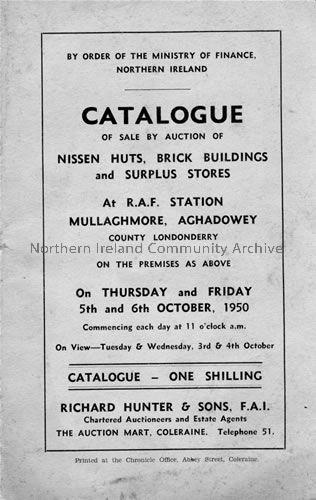 BY ORDER OF THE MINISTRY OF FINANCE,
NORTHERN IRELAND
CATALOGUE
OF SALE BY AUCTION OF
NISSEN HUTS, BRICK BUILDINGS
and SURPLUS STORES
At R.A.F. STATION
MULLAGHMORE, AGHADOWEY
COUNTY LONDONDERRY
Northern Ireland Community Archive
ON THE PREMISES AS ABOVE
On THURSDAY and FRIDAY
5th and 6th OCTOBER, 1950
Commencing each day at 11 o'clock a.m.
On View—Tuesday & Wednesday, 3rd & 4th October
CATALOGUE - ONE SHILLING
RICHARD HUNTER & SONS, F.A.I.
Chartered Auctioneers and Estate Agents
THE AUCTION MART, COLERAINE. Telephone 51.
Printed at the Chronicle Office, Abbey Street, Coleraine.